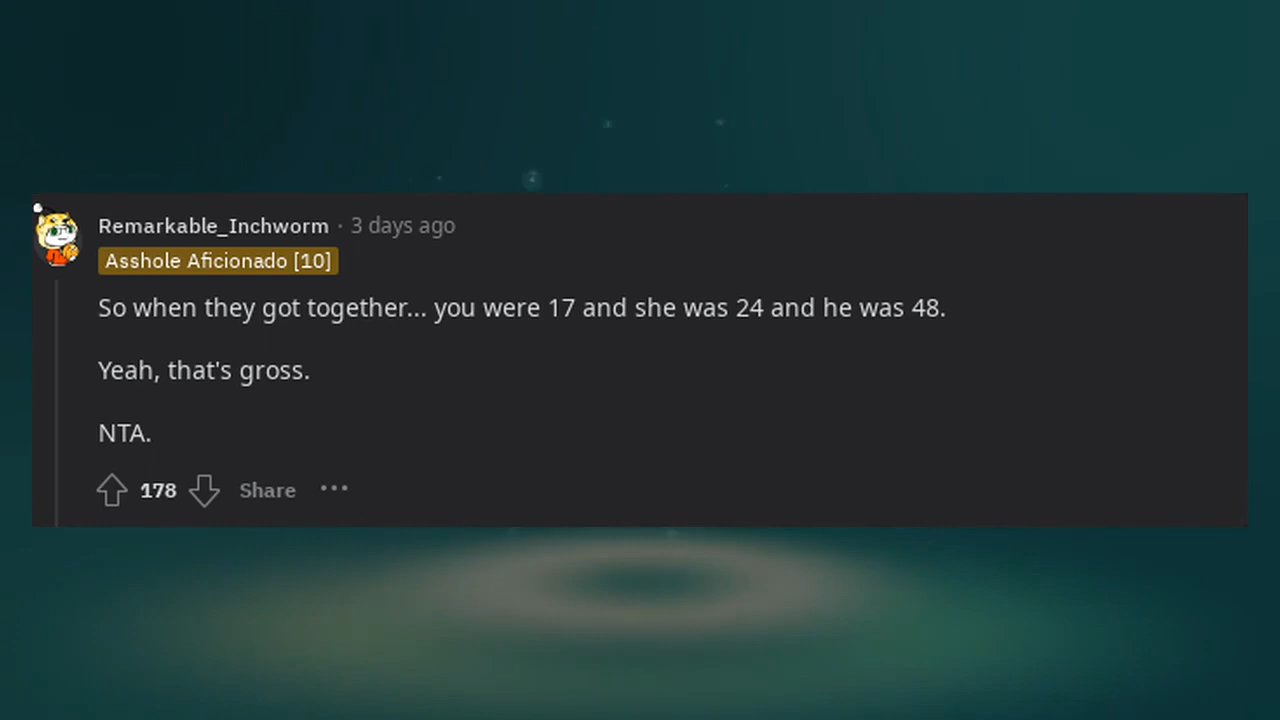 Remarkable_Inchworm · 3 days ago
Asshole Aficionado [10]
So when they got together... you were 17 and she was 24 and he was 48.
Yeah, that's gross.
NTA.
178 Share ···